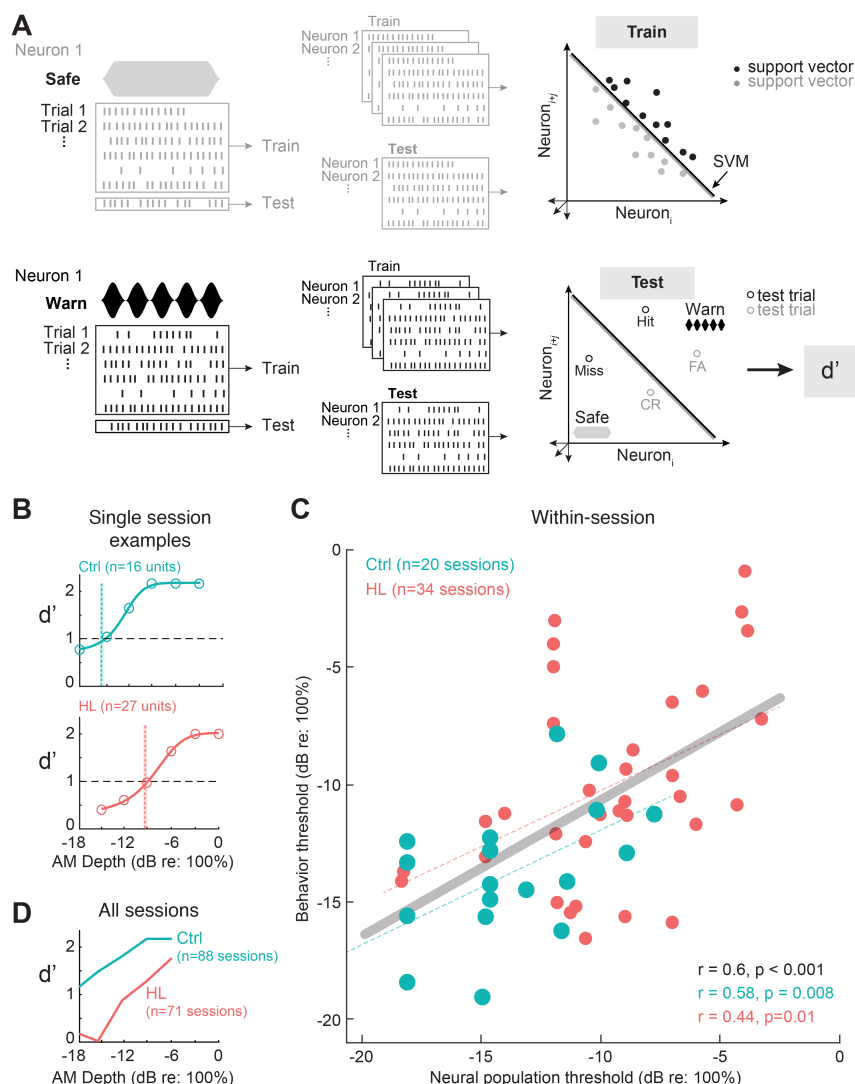 A
Neuron 1
Safe
Trial 1
Trial 2
Train
Test
Train
Neuron 1
Neuron 2
Test
Neuron 1
Neuron 2
Train
support vector
support vector
SVM
Neuron i+j
Neuron i
Neuron 1
Warn
Trial 1
Trial 2
Train
Test
Train
Neuron 1
Neuron 2
Test
Neuron 1
Neuron 2
Test
test trial
test trial
Warn
Hit
Miss
FA
CR
Safe
Neuron i+j
Neuron i
d'
B
Single session
examples
Ctrl (n=16 units)
d'
2
1
0
HL (n=27 units)
d'
2
1
0
-18 -12 -6 0
AM Depth (dB re: 100%)
C
Within-session
Ctrl (n=20 sessions)
HL (n=34 sessions)
Behavior threshold (dB re: 100%)
0
-5
-10
-15
-20
r = 0.6, p < 0.001
r = 0.58, p = 0.008
r = 0.44, p=0.01
-20 -15 -10 -5 0
Neural population threshold (dB re: 100%)
D
All sessions
d'
2
1
0
Ctrl
(n=88 sessions)
HL
(n=71 sessions)
-18 -12 -6 0
AM Depth (dB re: 100%)